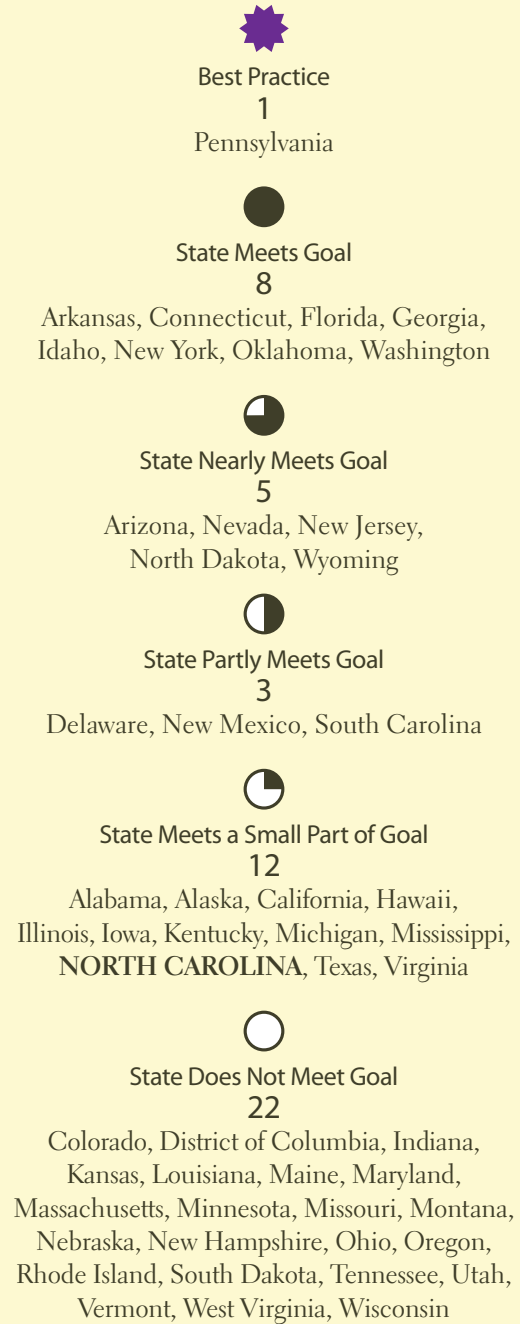 Best Practice
1
Pennsylvania
State Meets Goal
8
Arkansas, Connecticut, Florida, Georgia,
Idaho, New York, Oklahoma, Washington
State Nearly Meets Goal
5
Arizona, Nevada, New Jersey,
North Dakota, Wyoming
State Partly Meets Goal
3
Delaware, New Mexico, South Carolina
State Meets a Small Part of Goal
12
Alabama, Alaska, California, Hawaii,
Illinois, Iowa, Kentucky, Michigan, Mississippi,
NORTH CAROLINA, Texas, Virginia
State Does Not Meet Goal
22
Colorado, District of Columbia, Indiana,
Kansas, Louisiana, Maine, Maryland,
Massachusetts, Minnesota, Missouri, Montana,
Nebraska, New Hampshire, Ohio, Oregon,
Rhode Island, South Dakota, Tennessee, Utah,
Vermont, West Virginia, Wisconsin